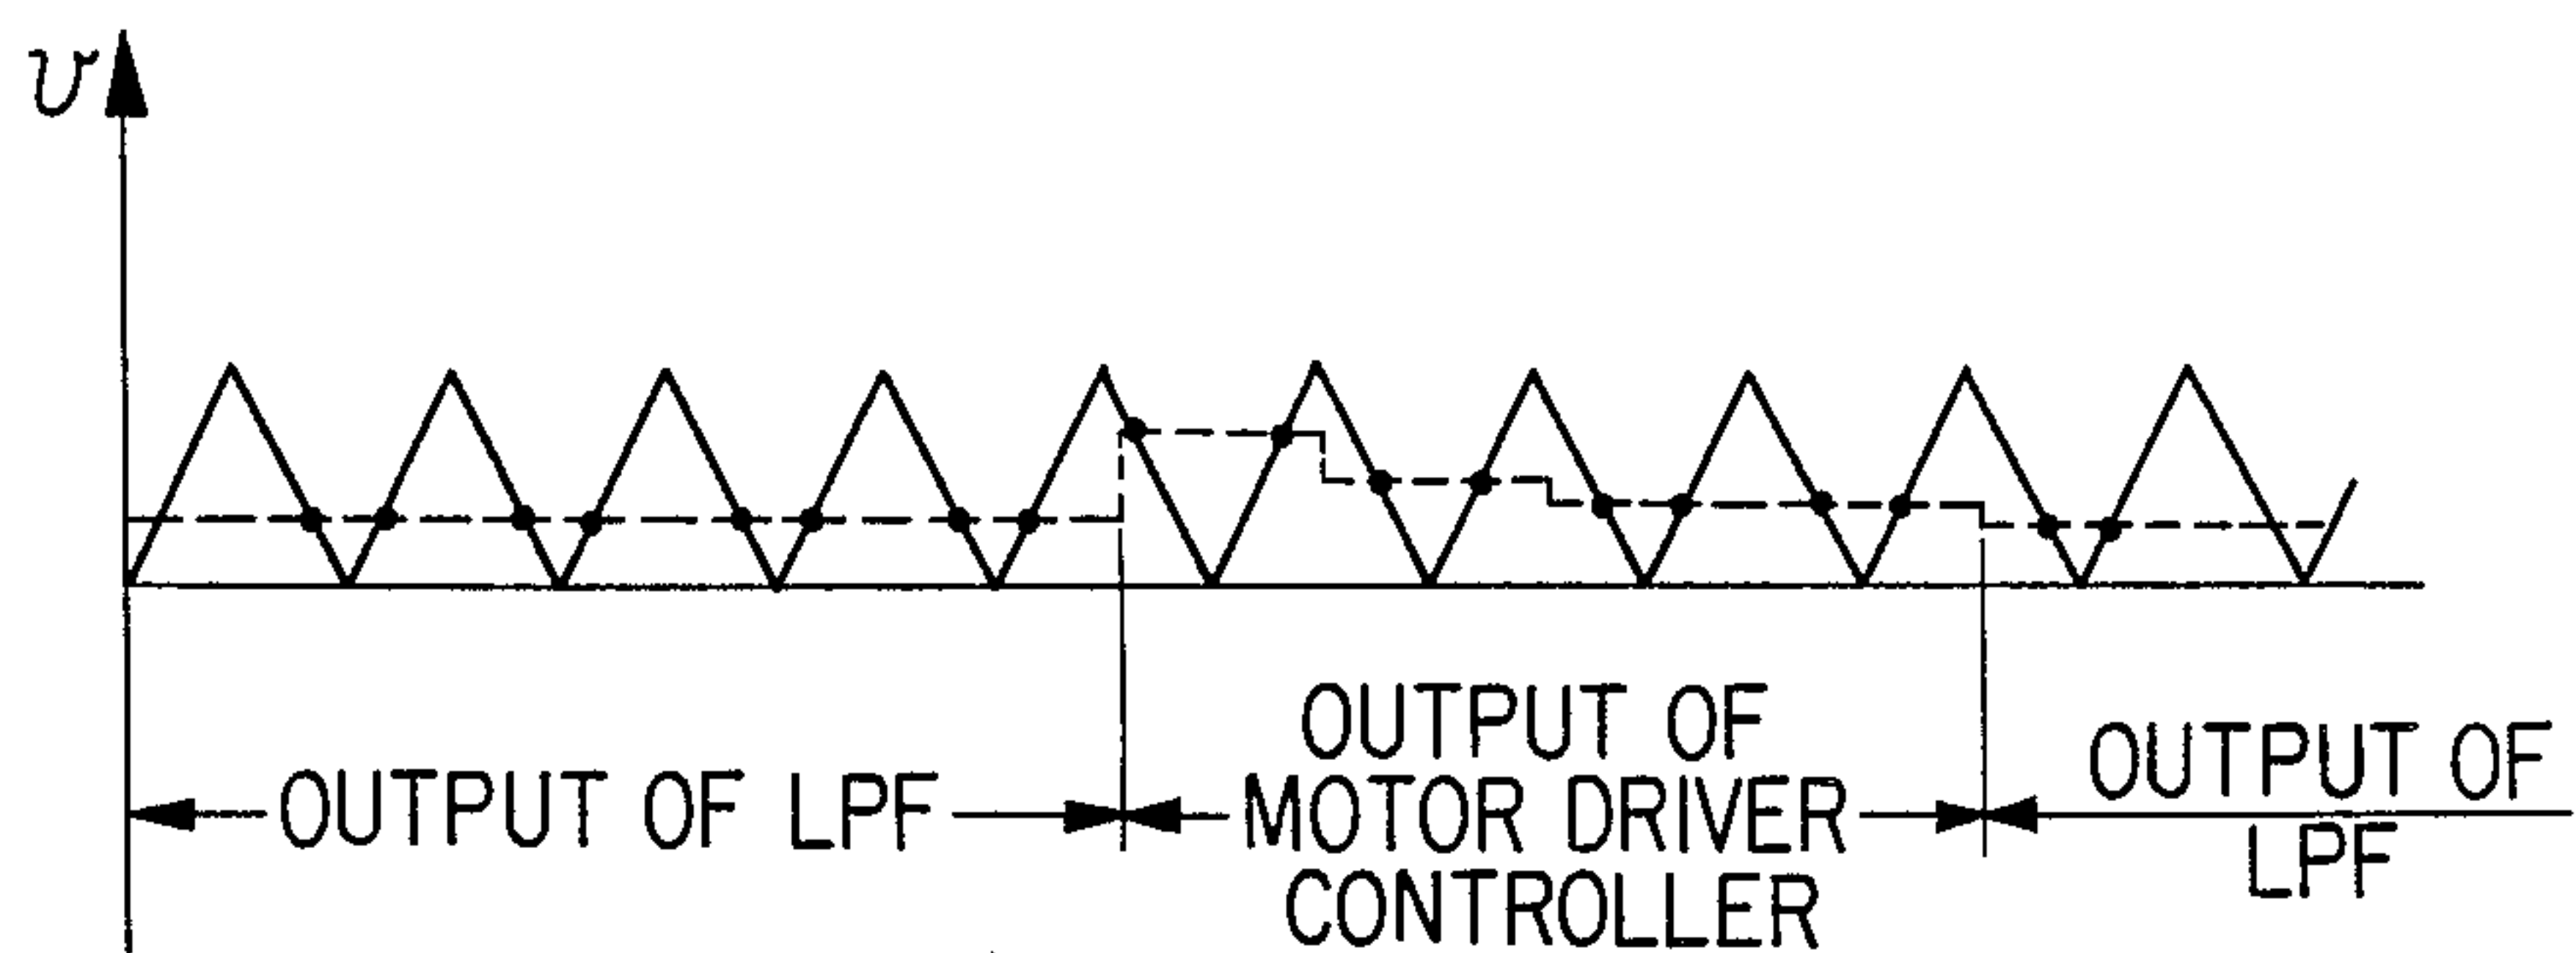 v
OUTPUT OF LPF
OUTPUT OF
MOTOR DRIVER
CONTROLLER
OUTPUT OF
LPF